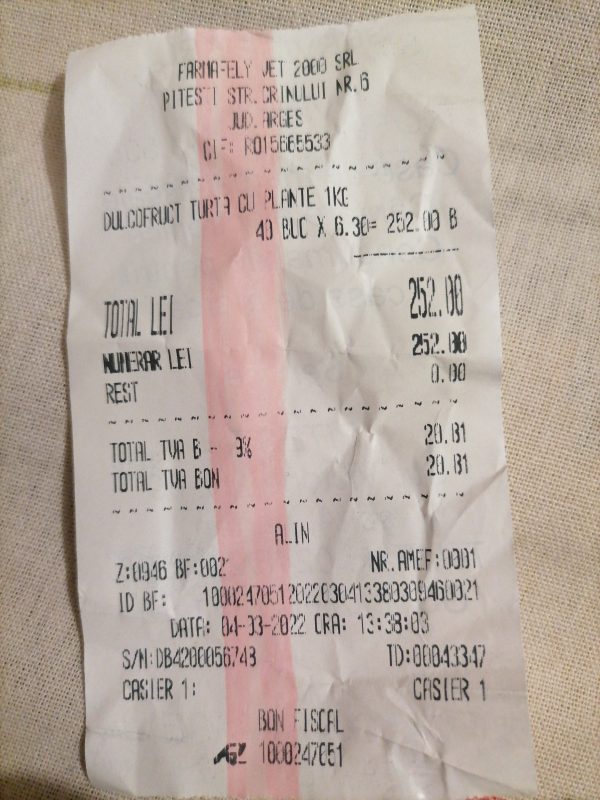 FARMAFELY VET 2000 SRL
PITESTI STR.CRINULUI NR.6
JUD.ARGES
CIF: RO15665533
DULCOFRUCT TURTA CU PLANTE 1KG
40 BUC X 6.30= 252.00 B
TOTAL LEI 252.00
NUMERAR LEI 252.00
REST 0.00
TOTAL TVA B - 9% 20.81
TOTAL TVA BON 20.81
Z:0946 BF:0021 NR.AMEF:0001
ID BF: 10002470512022030413380309460021
DATA: 04-03-2022 ORA: 13:38:03
S/N:DB4200056743 TD:00043347
CASIER 1: CASIER 1
BON FISCAL
1000247051